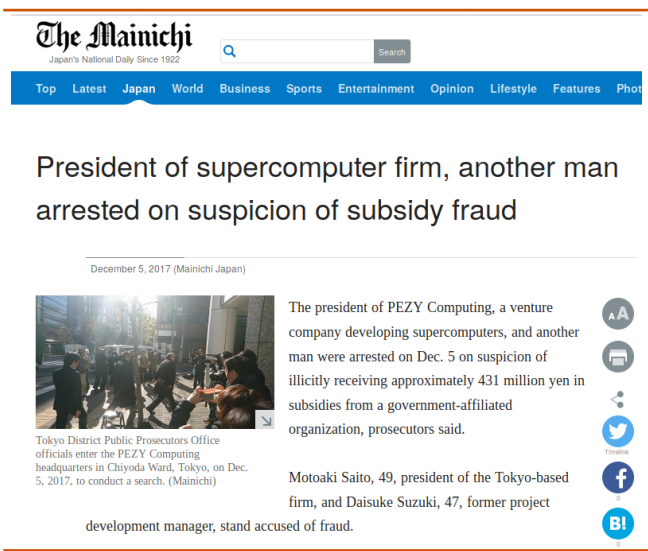 The Mainichi
Japan's National Daily Since 1922
Search
Top Latest Japan World Business Sports Entertainment Opinion Lifestyle Features Phot
President of supercomputer firm, another man
arrested on suspicion of subsidy fraud
December 5, 2017 (Mainichi Japan)
Tokyo District Public Prosecutors Office
officials enter the PEZY Computing
headquarters in Chiyoda Ward, Tokyo, on Dec.
5, 2017, to conduct a search. (Mainichi)
The president of PEZY Computing, a venture
company developing supercomputers, and another
man were arrested on Dec. 5 on suspicion of
illicitly receiving approximately 431 million yen in
subsidies from a government-affiliated
organization, prosecutors said.
Motoaki Saito, 49, president of the Tokyo-based
firm, and Daisuke Suzuki, 47, former project
development manager, stand accused of fraud.
AA
Timeline
f
0
B!
0